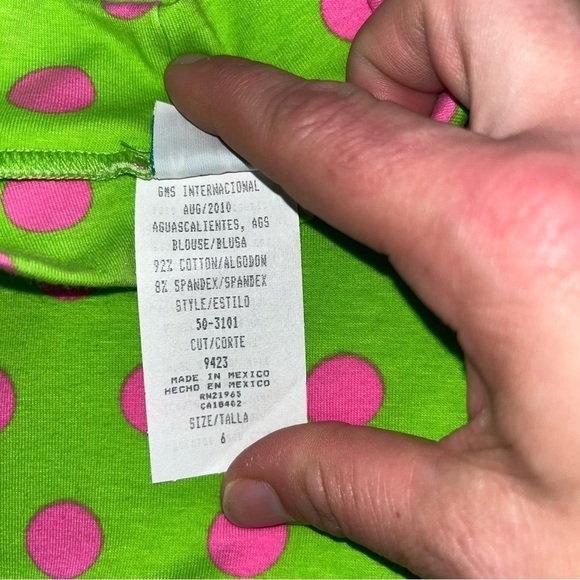 GMS INTERNACIONAL
AUG/2010
AGUASCALIENTES, AGS
BLOUSE/BLUSA
92% COTTON/ALGODON
8% SPANDEX/SPANDEX
STYLE/ESTILO
50-3101
CUT/CORTE
9423
MADE IN MEXICO
HECHO EN MEXICO
RN21965
CA18402
SIZE/TALLA
6